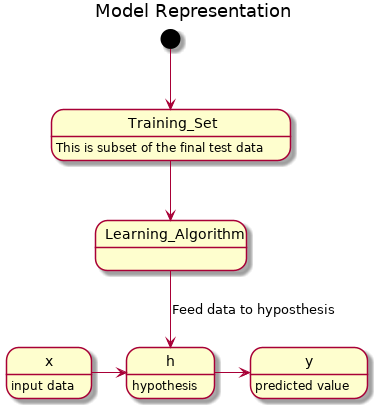 Model Representation
Training_Set
This is subset of the final test data
Learning_Algorithm
Feed data to hyposthesis
x
input data
h
hypothesis
y
predicted value